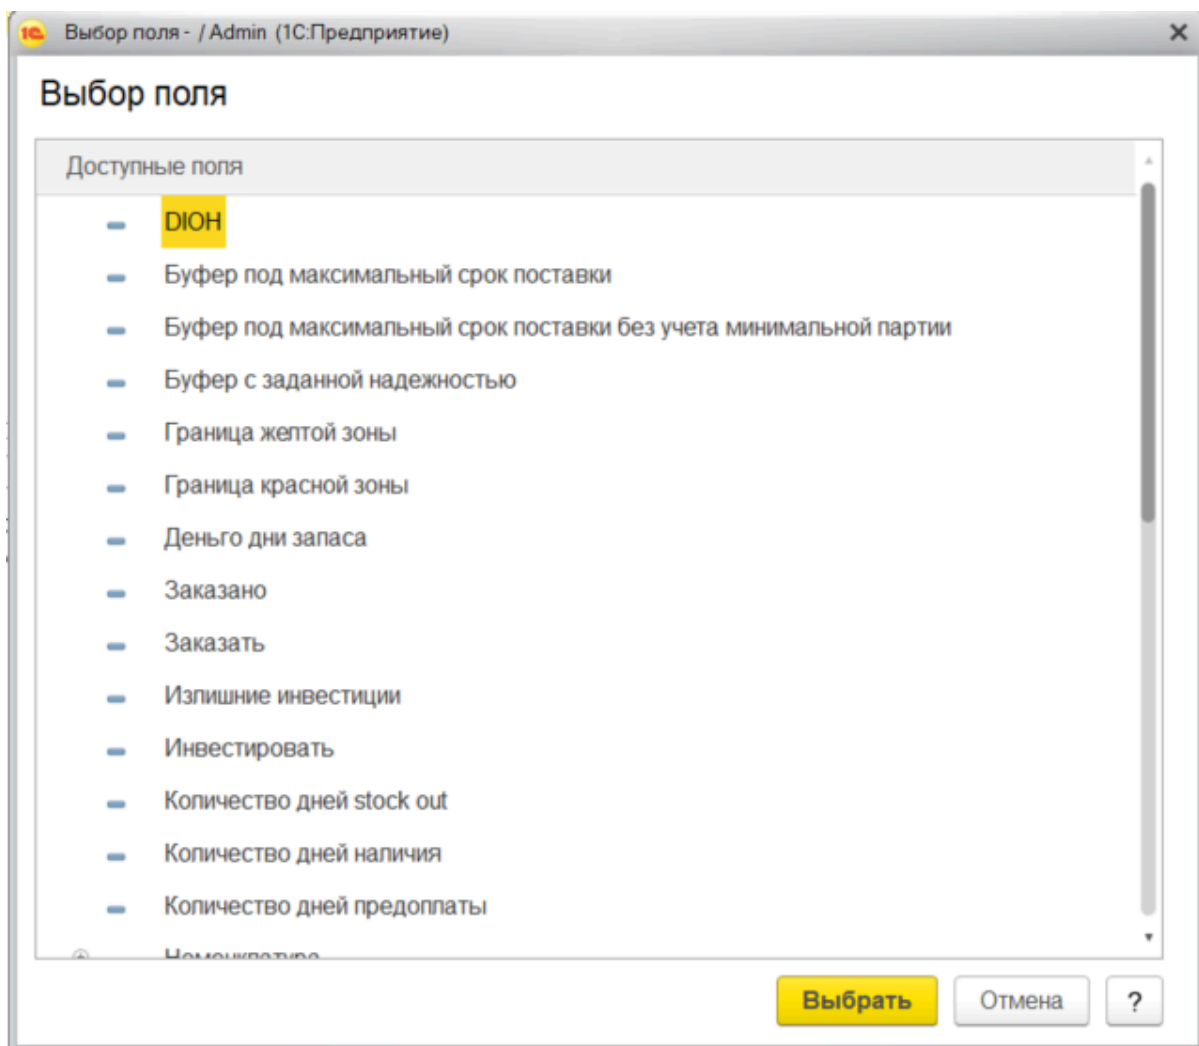 1С Выбор поля - / Admin (1С:Предприятие)
Выбор поля
Доступные поля
DIOH
Буфер под максимальный срок поставки
Буфер под максимальный срок поставки без учета минимальной партии
Буфер с заданной надежностью
Граница желтой зоны
Граница красной зоны
Деньго дни запаса
Заказано
Заказать
Излишние инвестиции
Инвестировать
Количество дней stock out
Количество дней наличия
Количество дней предоплаты
Номенклатура
Выбрать
Отмена
?